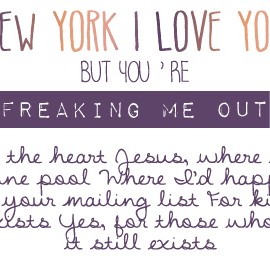 EW YORK I LOVE YO
BUT YOU 'RE
FREAKING ME OUT
the heart Jesus, where
ne pool Where I'd happ
your mailing list For ki
xists Yes, for those who
it still exists